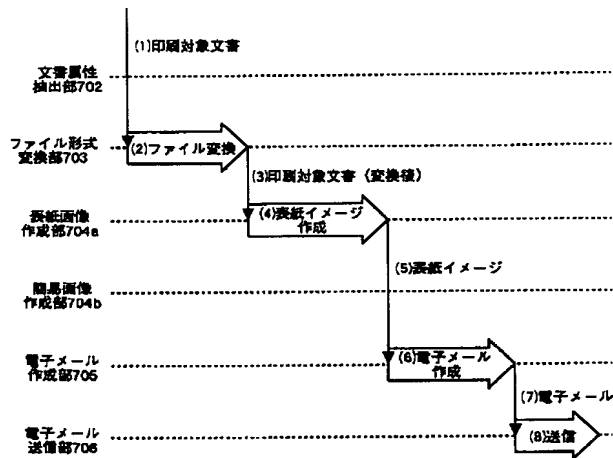 (1)印刷対象文書
文書属性
抽出部702
ファイル形式
変換部703
(2)ファイル変換
(3)印刷対象文書（変換後）
表紙画像
作成部704a
(4)表紙イメージ
作成
(5)表紙イメージ
簡易画像
作成部704b
電子メール
作成部705
(6)電子メール
作成
(7)電子メール
電子メール
送信部706
(8)送信